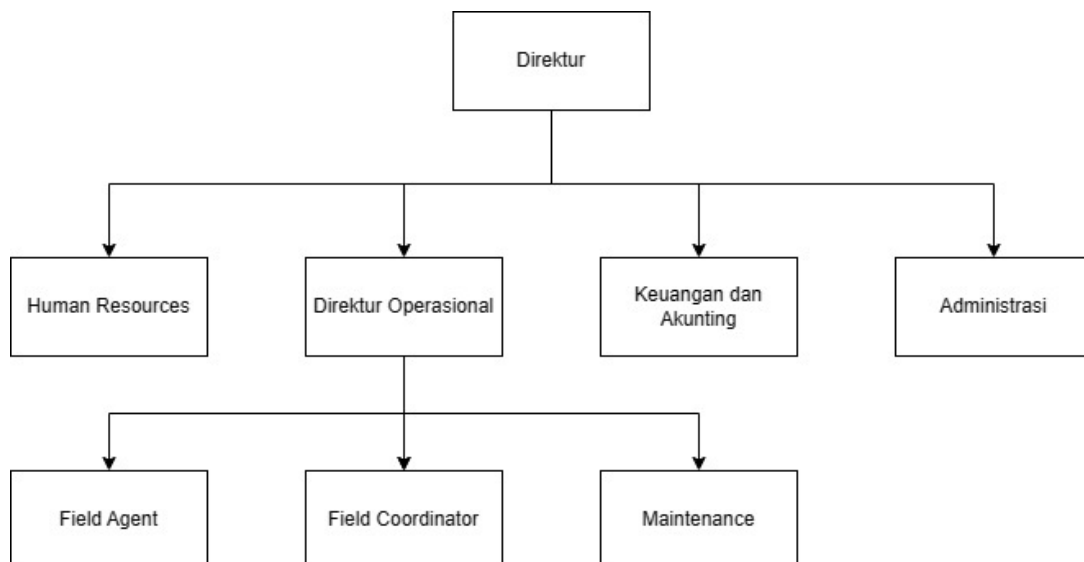 Direktur
Human Resources
Direktur Operasional
Keuangan dan
Akunting
Administrasi
Field Agent
Field Coordinator
Maintenance